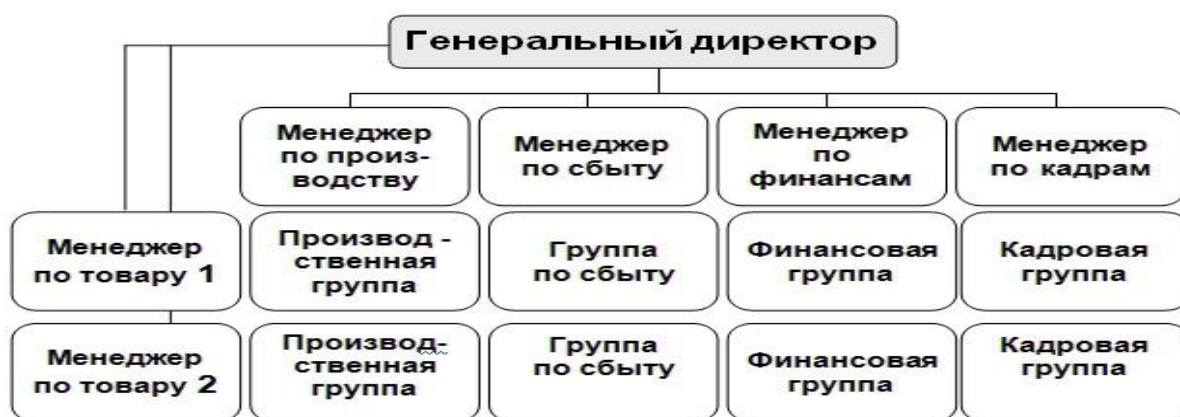 Генеральный директор
Менеджер
по произ-
водству
Менеджер
по сбыту
Менеджер
по
финансам
Менеджер
по кадрам
Менеджер
по товару 1
Производ -
ственная
группа
Группа
по сбыту
Финансовая
группа
Кадровая
группа
Менеджер
по товару 2
Производ-
ственная
группа
Группа
по сбыту
Финансовая
группа
Кадровая
группа